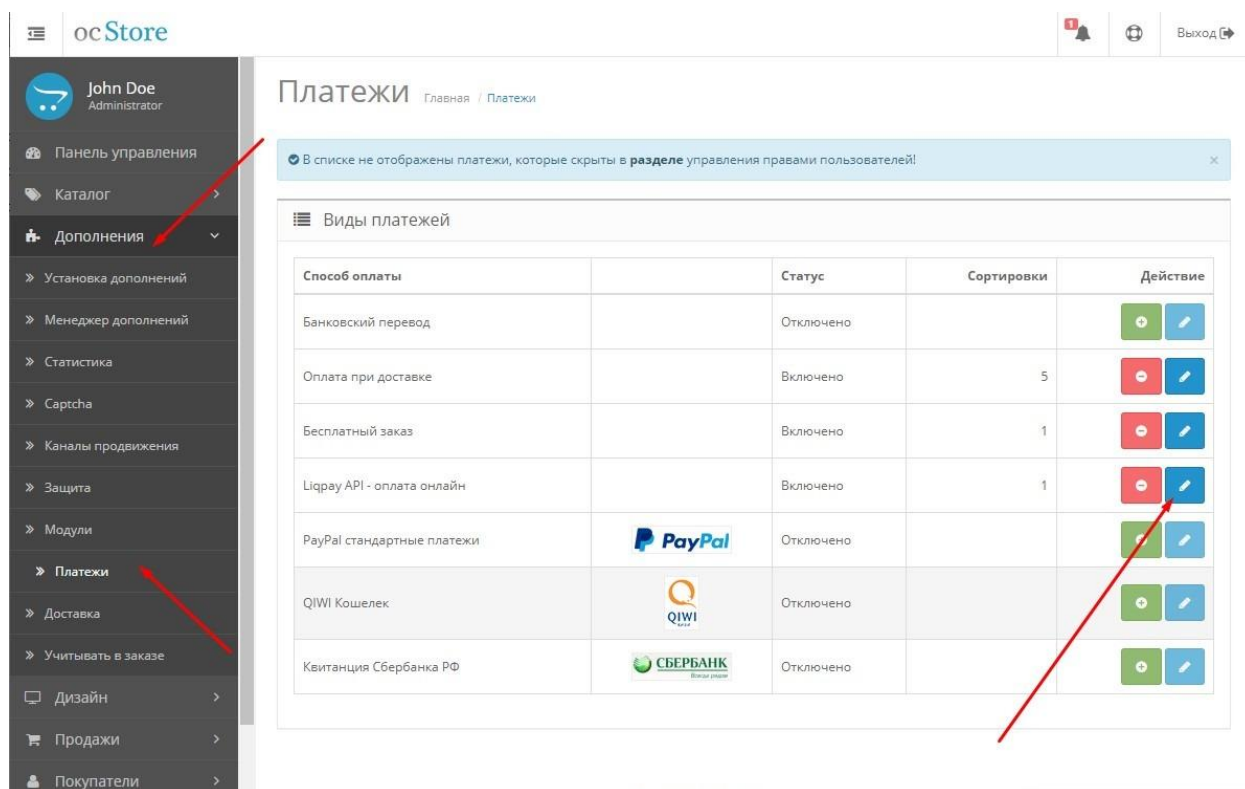 ocStore
1
Выход
John Doe
Administrator
Панель управления
Каталог
Дополнения
Установка дополнений
Менеджер дополнений
Статистика
Captcha
Каналы продвижения
Защита
Модули
Платежи
Доставка
Учитывать в заказе
Дизайн
Продажи
Покупатели
Платежи Главная / Платежи
В списке не отображены платежи, которые скрыты в разделе управления правами пользователей! ×
Виды платежей
Способ оплаты Статус Сортировки Действие
Банковский перевод Отключено
Оплата при доставке Включено 5
Бесплатный заказ Включено 1
Liqpay API - оплата онлайн Включено 1
PayPal стандартные платежи PayPal Отключено
QIWI Кошелек QIWI Отключено
Квитанция Сбербанка РФ СБЕРБАНК Отключено
Всегда рядом